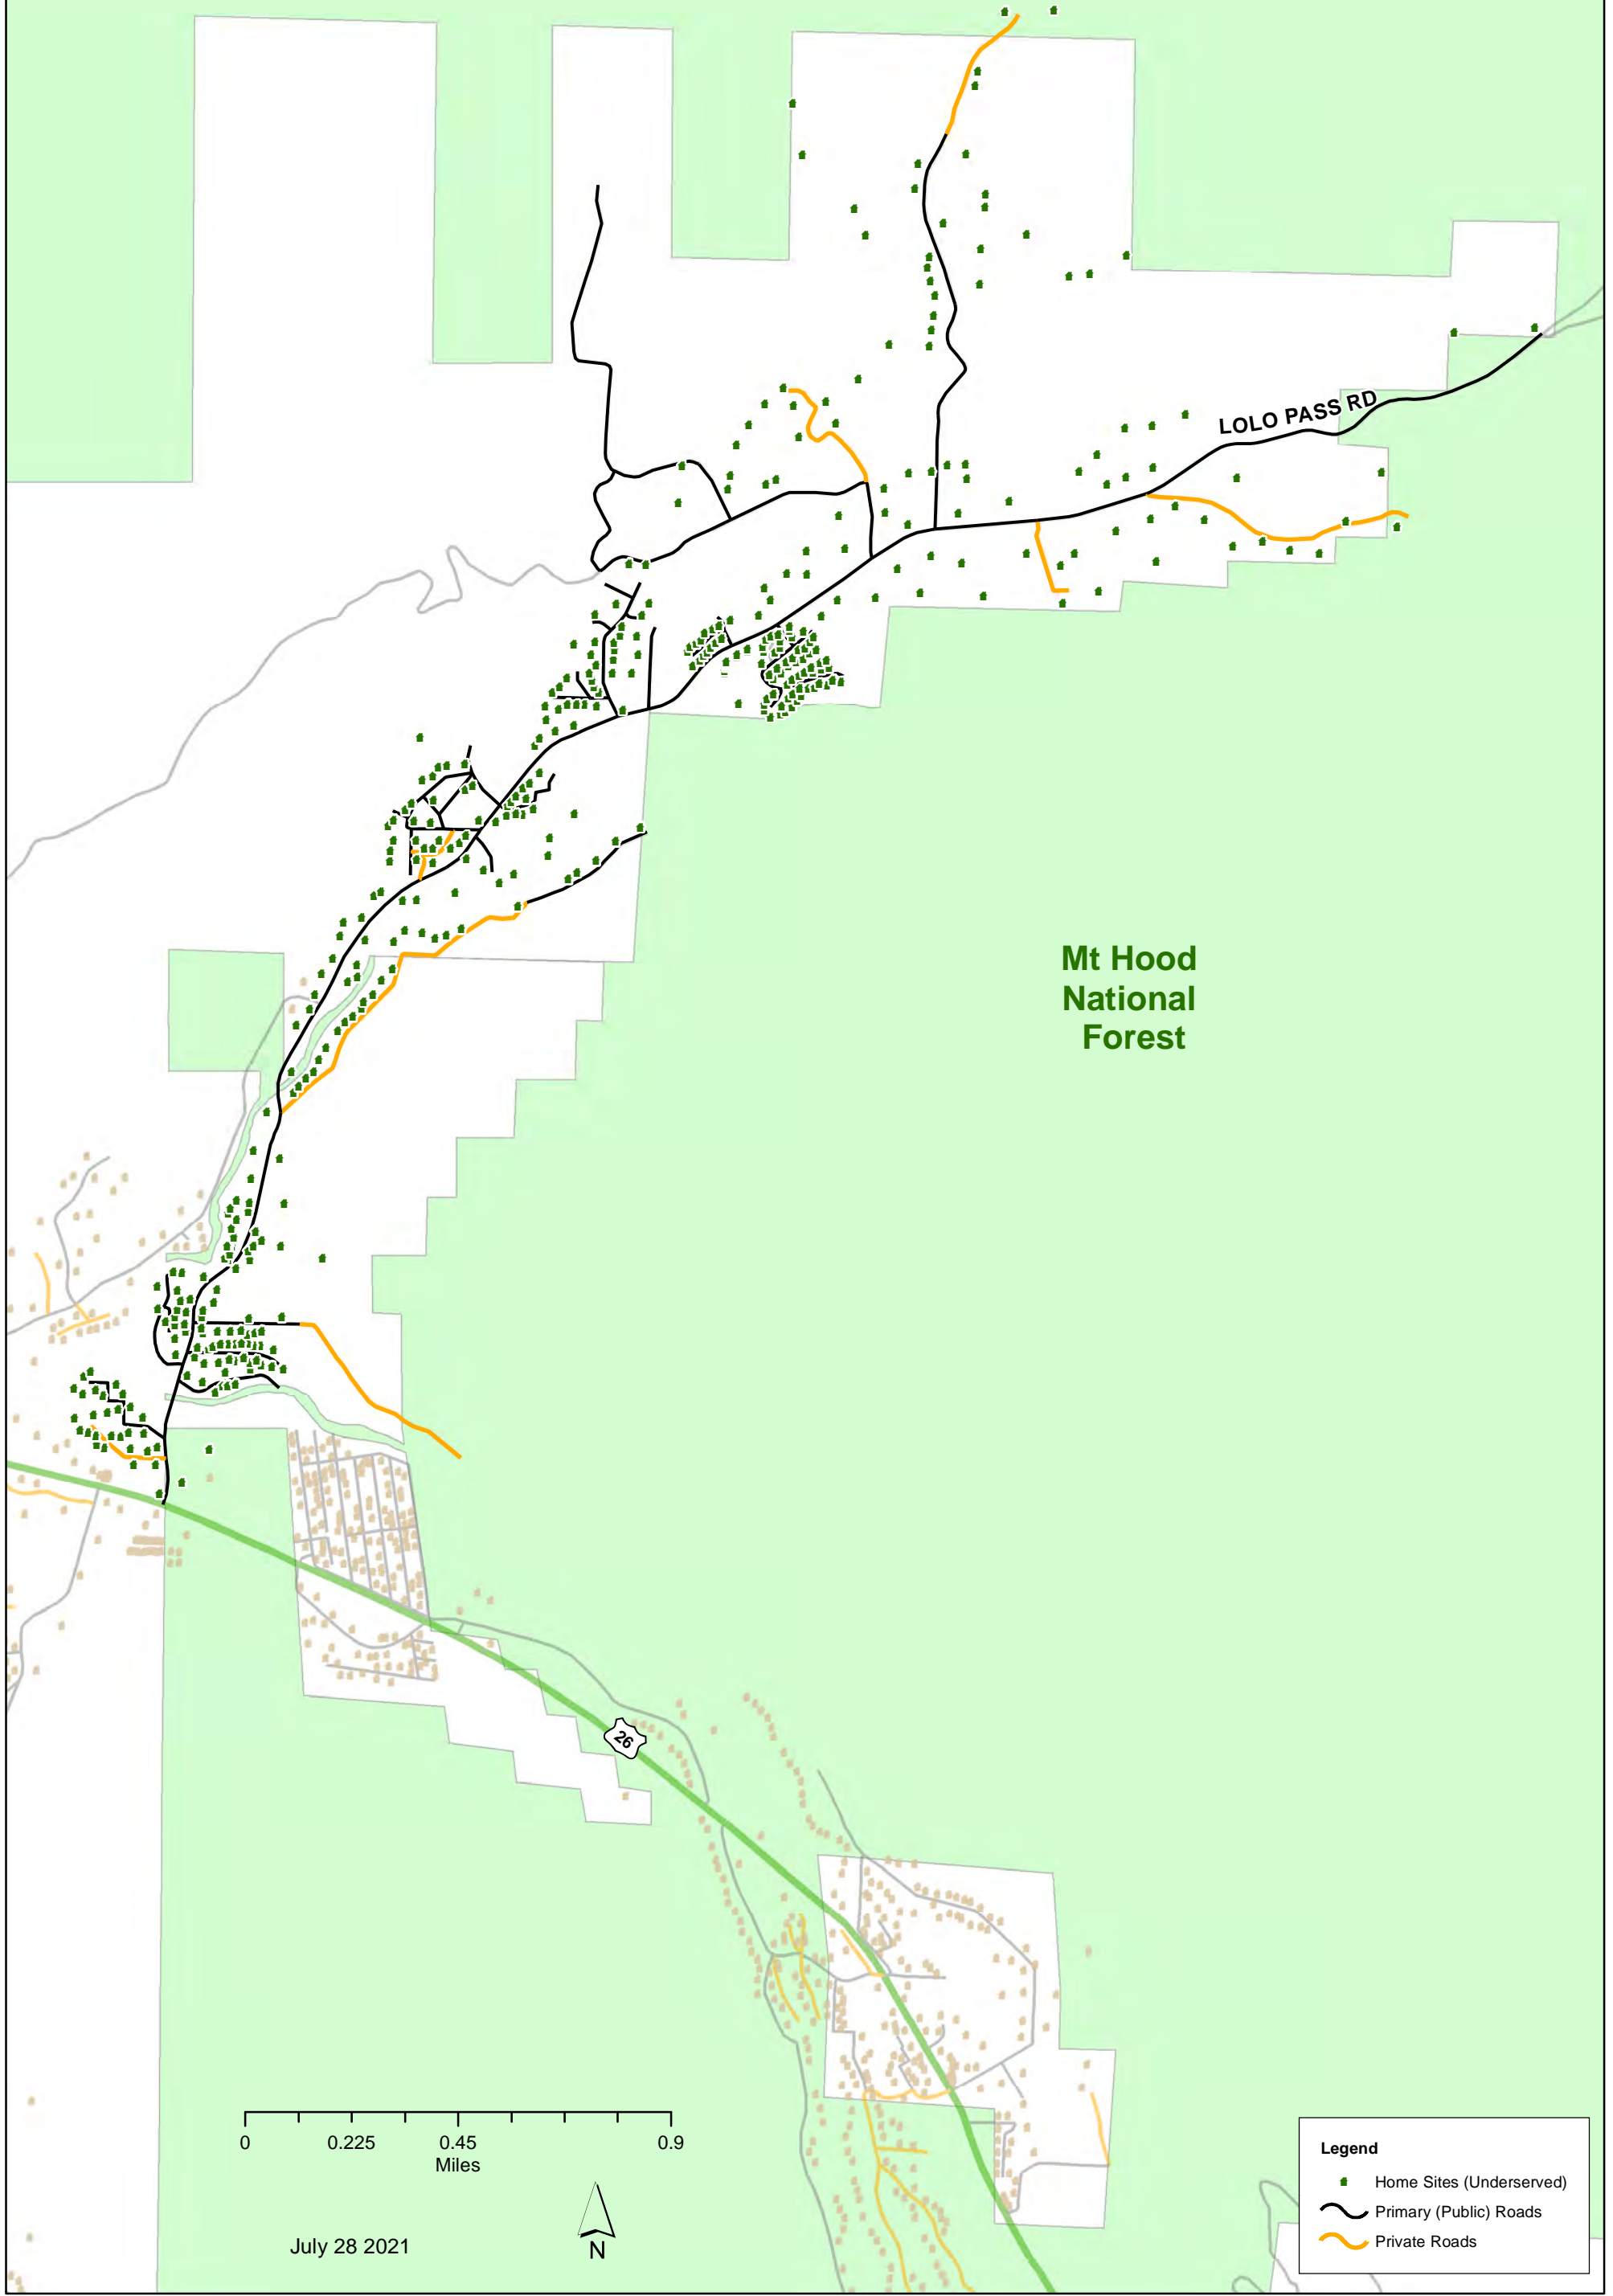 LOLO PASS RD
Mt Hood
National
Forest
26
0 0.225 0.45 0.9
Miles
July 28 2021
N
Legend
Home Sites (Underserved)
Primary (Public) Roads
Private Roads